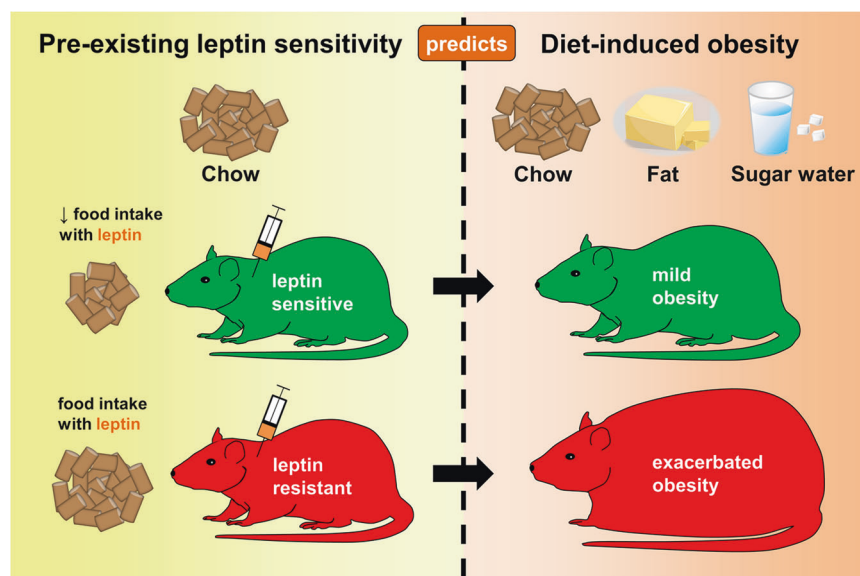 Pre-existing leptin sensitivity predicts Diet-induced obesity
Chow
Chow Fat Sugar water
↓ food intake
with leptin
leptin
sensitive
mild
obesity
food intake
with leptin
leptin
resistant
exacerbated
obesity